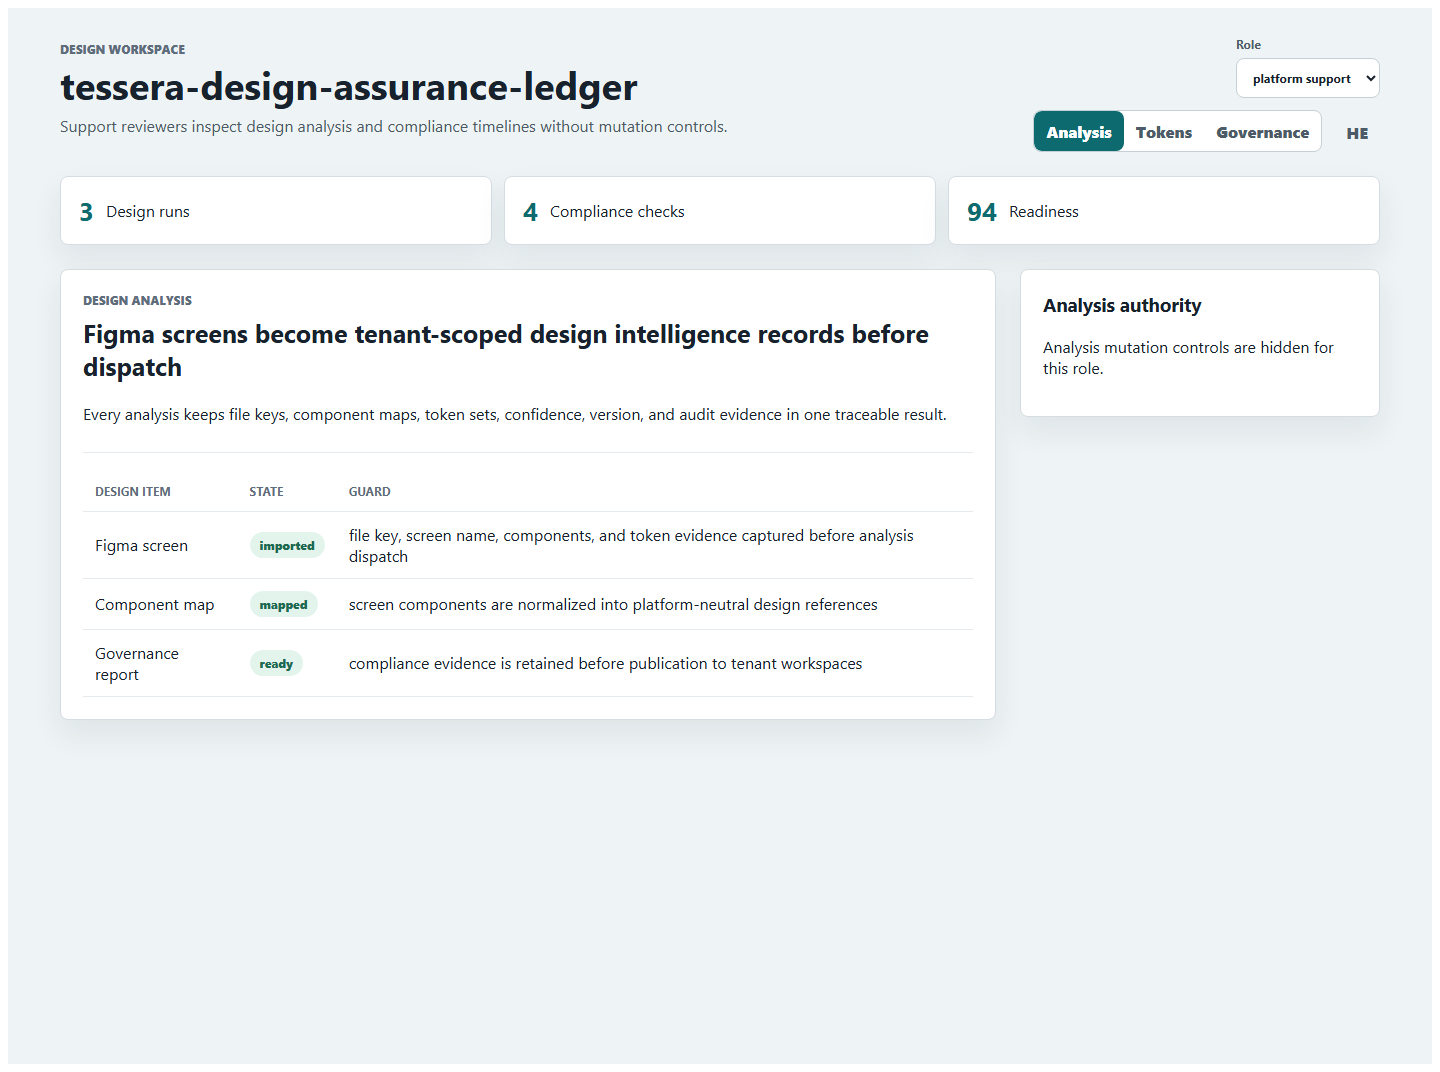 DESIGN WORKSPACE
tessera-design-assurance-ledger
Support reviewers inspect design analysis and compliance timelines without mutation controls.
Role
platform support
Analysis Tokens Governance HE
3 Design runs
4 Compliance checks
94 Readiness
DESIGN ANALYSIS
Figma screens become tenant-scoped design intelligence records before
dispatch
Every analysis keeps file keys, component maps, token sets, confidence, version, and audit evidence in one traceable result.
DESIGN ITEM STATE GUARD
Figma screen imported file key, screen name, components, and token evidence captured before analysis
dispatch
Component map mapped screen components are normalized into platform-neutral design references
Governance
report ready compliance evidence is retained before publication to tenant workspaces
Analysis authority
Analysis mutation controls are hidden for
this role.